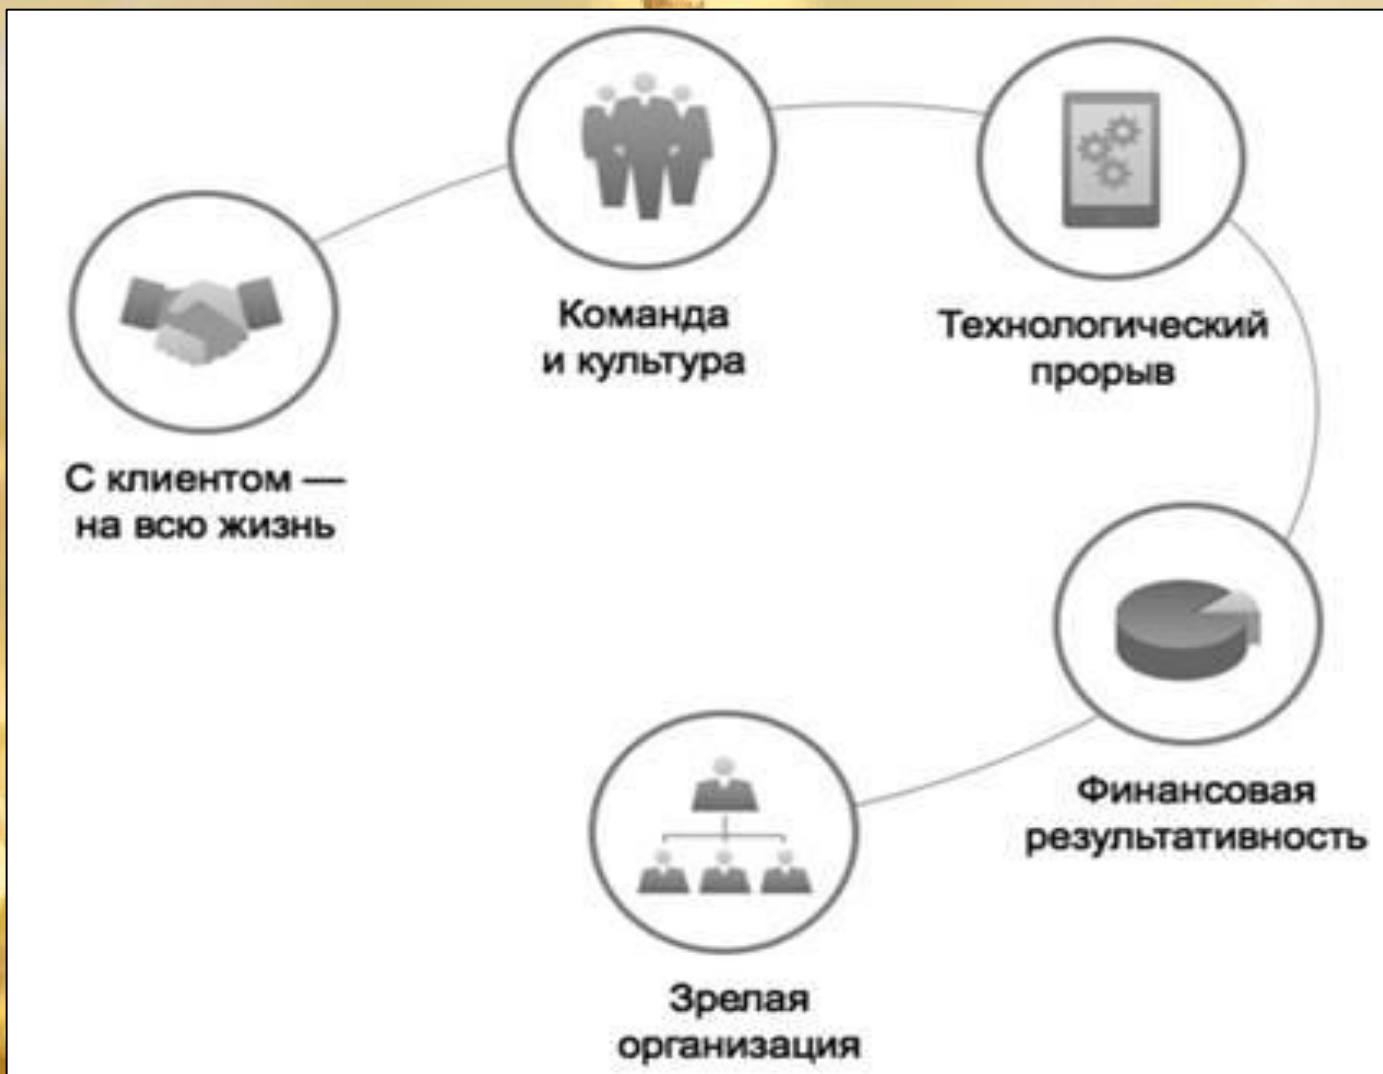 С клиентом —
на всю жизнь
Команда
и культура
Технологический
прорыв
Финансовая
результативность
Зрелая
организация